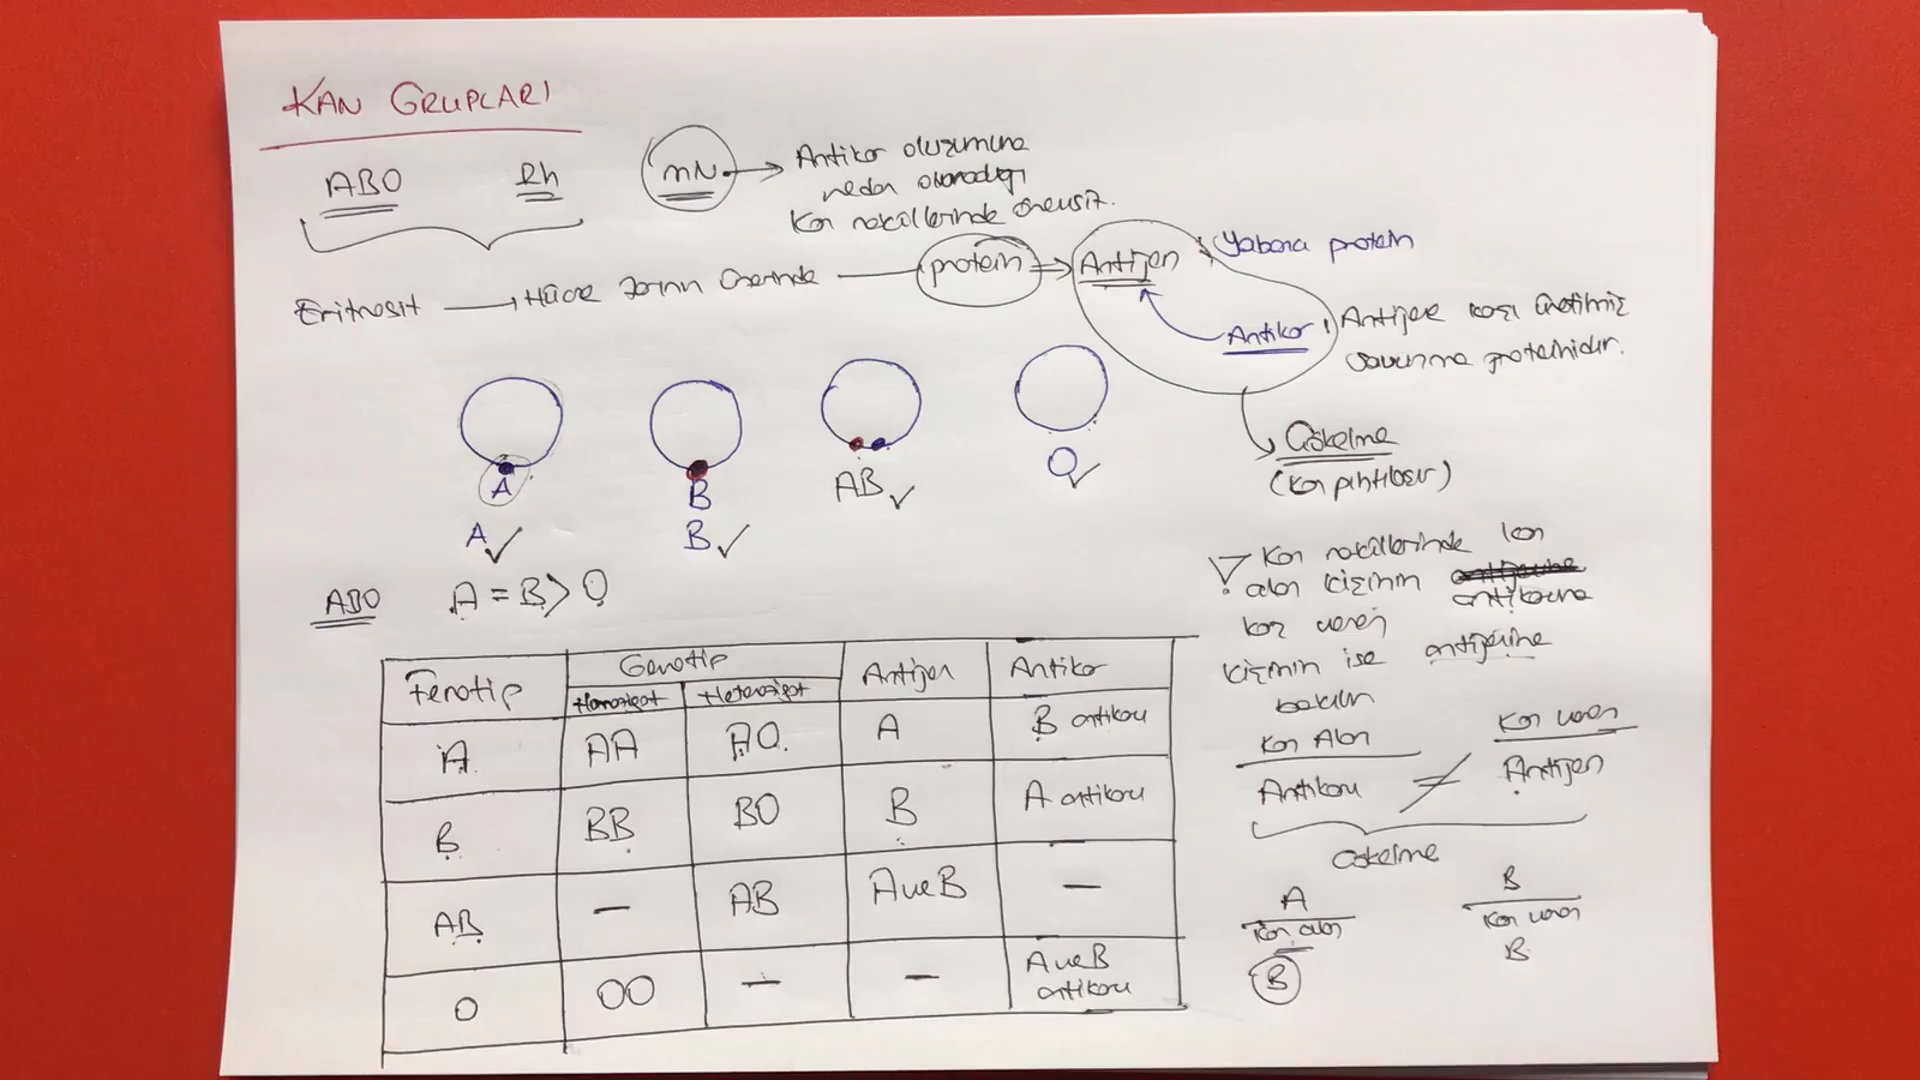 KAN GRUPLARI
ABO Rh MN → Antikor oluşumuna
neden olmadığı
Kan nakillerinde önemsiz.
Eritrosit → Hücre zarının üzerinde — protein ⇒ Antijen : Yabancı protein
Antikor : Antijene karşı üretilmiş
savunma proteinidir.
Çökelme
(Kan pıhtılaşır)
A B AB ✓ O ✓
A ✓ B ✓
ABO A = B > O
Fenotip Genotip Antijen Antikor
Homozigot Heterozigot
A AA AO A B antikoru
B BB BO B A antikoru
AB — AB A ve B —
O OO — — A ve B
antikoru
Kan nakillerinde kan
alan kişinin
antikoruna
kan veren
kişinin ise antijenine
bakılır
Kan Alan Kan veren
Antikoru ≠ Antijen
Çökelme
A B
Kan alan Kan veren
B B